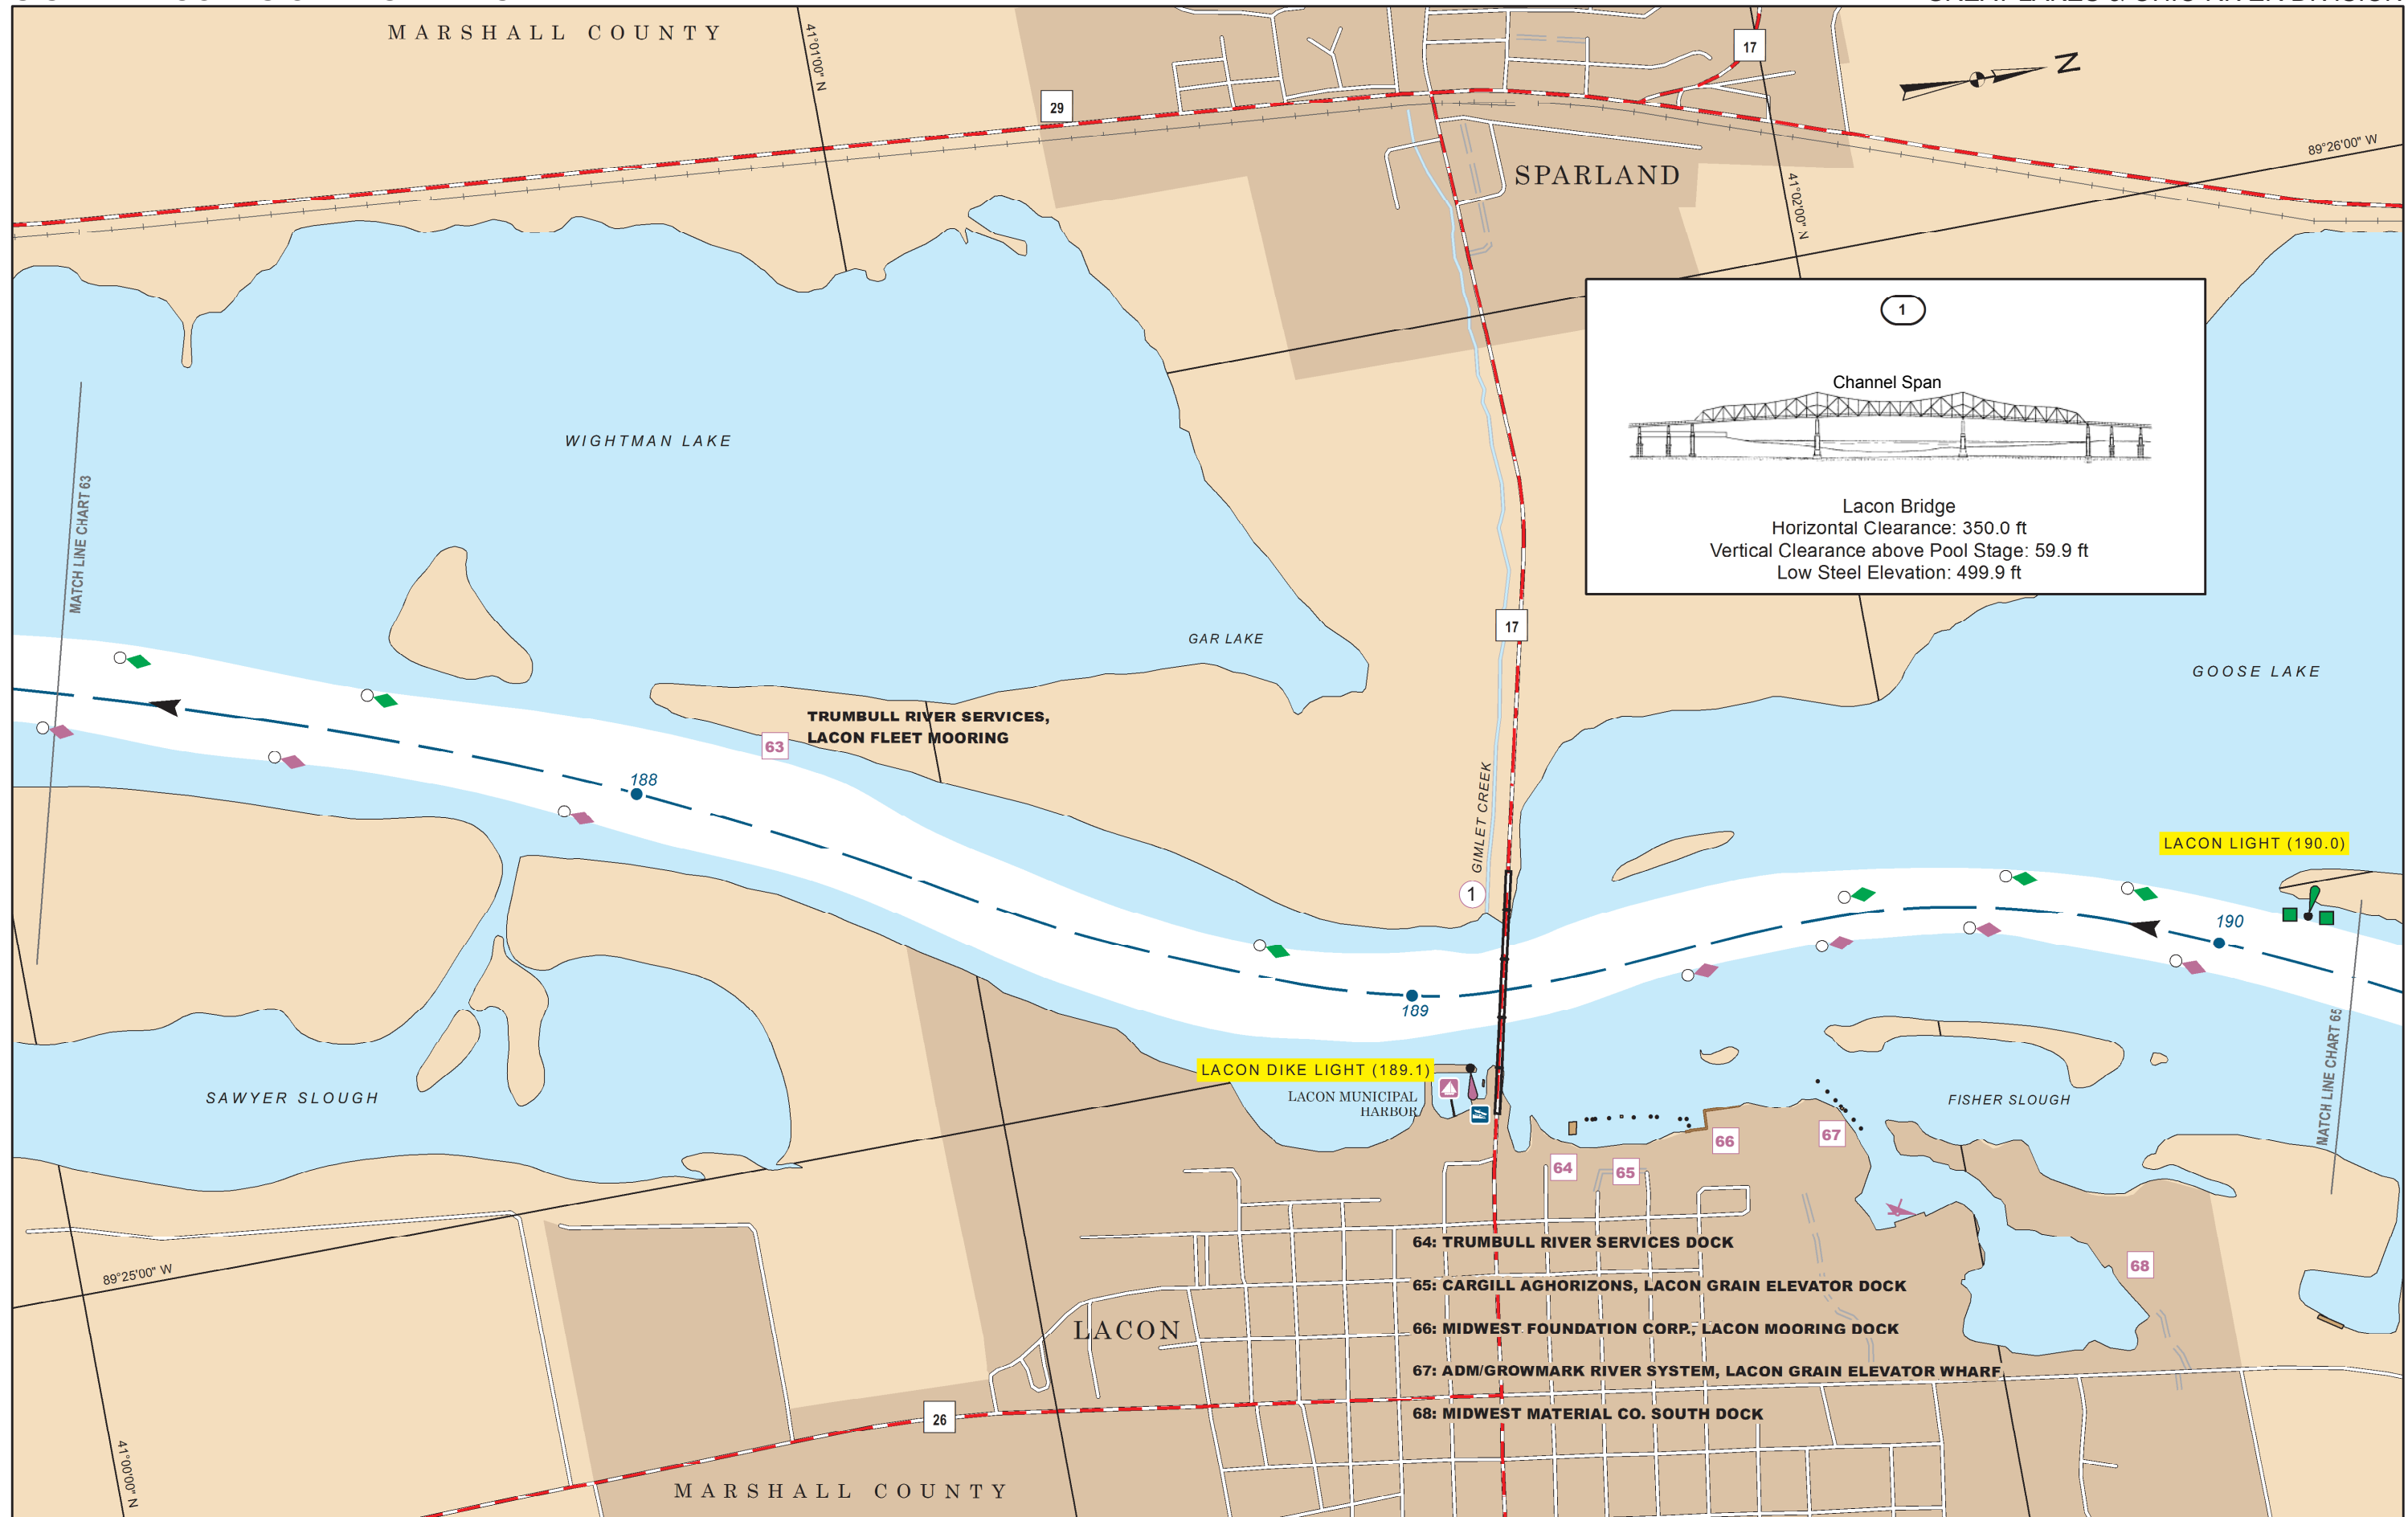 MARSHALL COUNTY
41°01'00" N
17
N
29
SPARLAND
89°26'00" W
41°02'00" N
1
Channel Span
Lacon Bridge
Horizontal Clearance: 350.0 ft
Vertical Clearance above Pool Stage: 59.9 ft
Low Steel Elevation: 499.9 ft
WIGHTMAN LAKE
MATCH LINE CHART 63
GAR LAKE
17
GOOSE LAKE
TRUMBULL RIVER SERVICES,
LACON FLEET MOORING
63
188
GIMLET CREEK
1
LACON LIGHT (190.0)
190
189
MATCH LINE CHART 65
LACON DIKE LIGHT (189.1)
LACON MUNICIPAL
HARBOR
SAWYER SLOUGH
FISHER SLOUGH
66
67
64
65
64: TRUMBULL RIVER SERVICES DOCK
65: CARGILL AGHORIZONS, LACON GRAIN ELEVATOR DOCK
66: MIDWEST FOUNDATION CORP., LACON MOORING DOCK
67: ADM/GROWMARK RIVER SYSTEM, LACON GRAIN ELEVATOR WHARF
68: MIDWEST MATERIAL CO. SOUTH DOCK
68
89°25'00" W
LACON
26
41°00'00" N
MARSHALL COUNTY